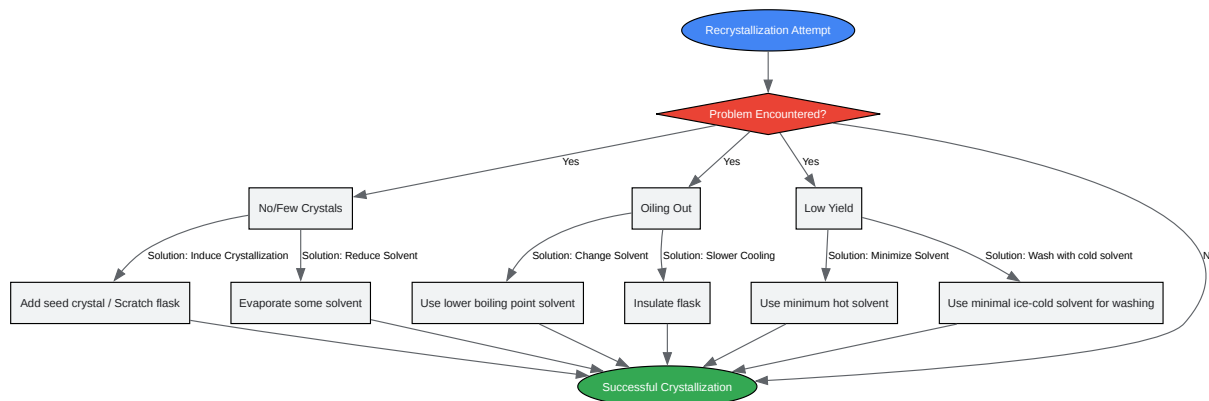 Recrystallization Attempt
Problem Encountered?
Yes
Yes
Yes
No/Few Crystals
Oiling Out
Low Yield
Solution: Induce Crystallization
Solution: Reduce Solvent
Solution: Change Solvent
Solution: Slower Cooling
Solution: Minimize Solvent
Solution: Wash with cold solvent
Add seed crystal / Scratch flask
Evaporate some solvent
Use lower boiling point solvent
Insulate flask
Use minimum hot solvent
Use minimal ice-cold solvent for washing
Successful Crystallization